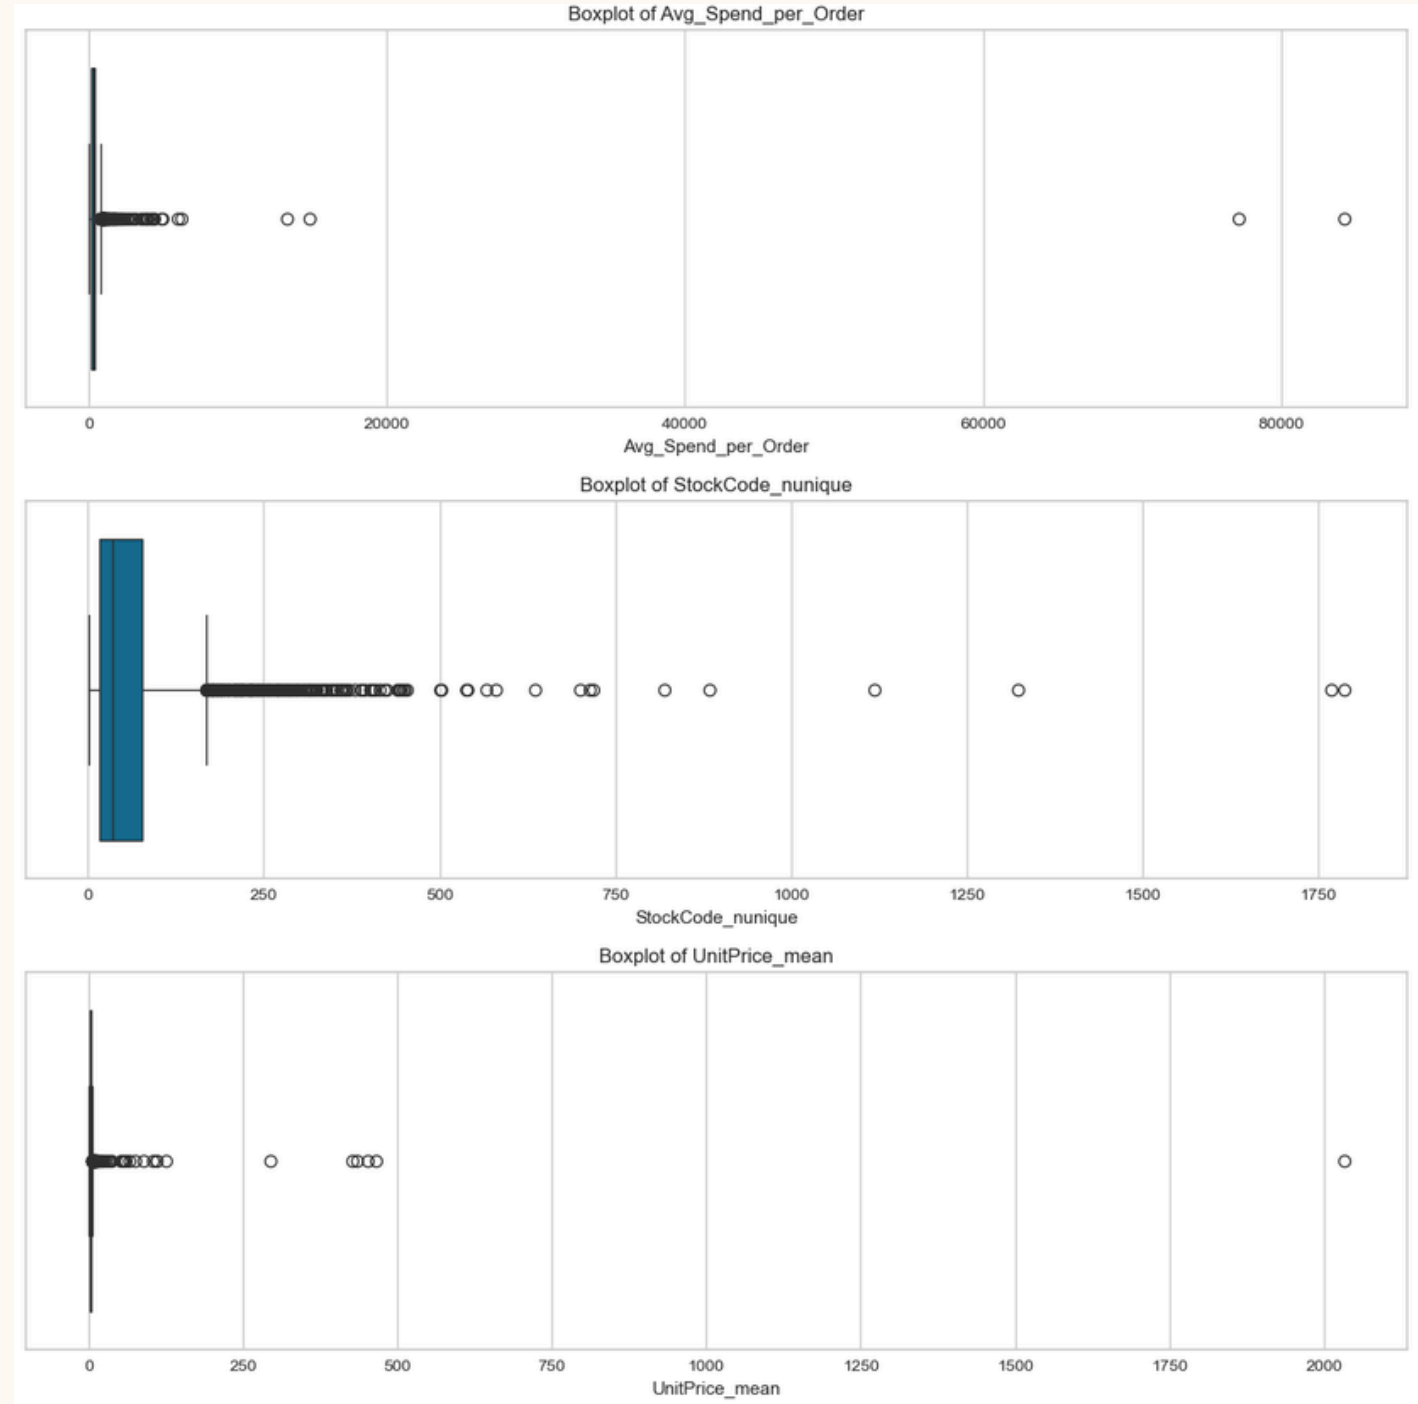 Boxplot of Avg_Spend_per_Order
0 20000 40000 60000 80000
Avg_Spend_per_Order
Boxplot of StockCode_nunique
0 250 500 750 1000 1250 1500 1750
StockCode_nunique
Boxplot of UnitPrice_mean
0 250 500 750 1000 1250 1500 1750 2000
UnitPrice_mean